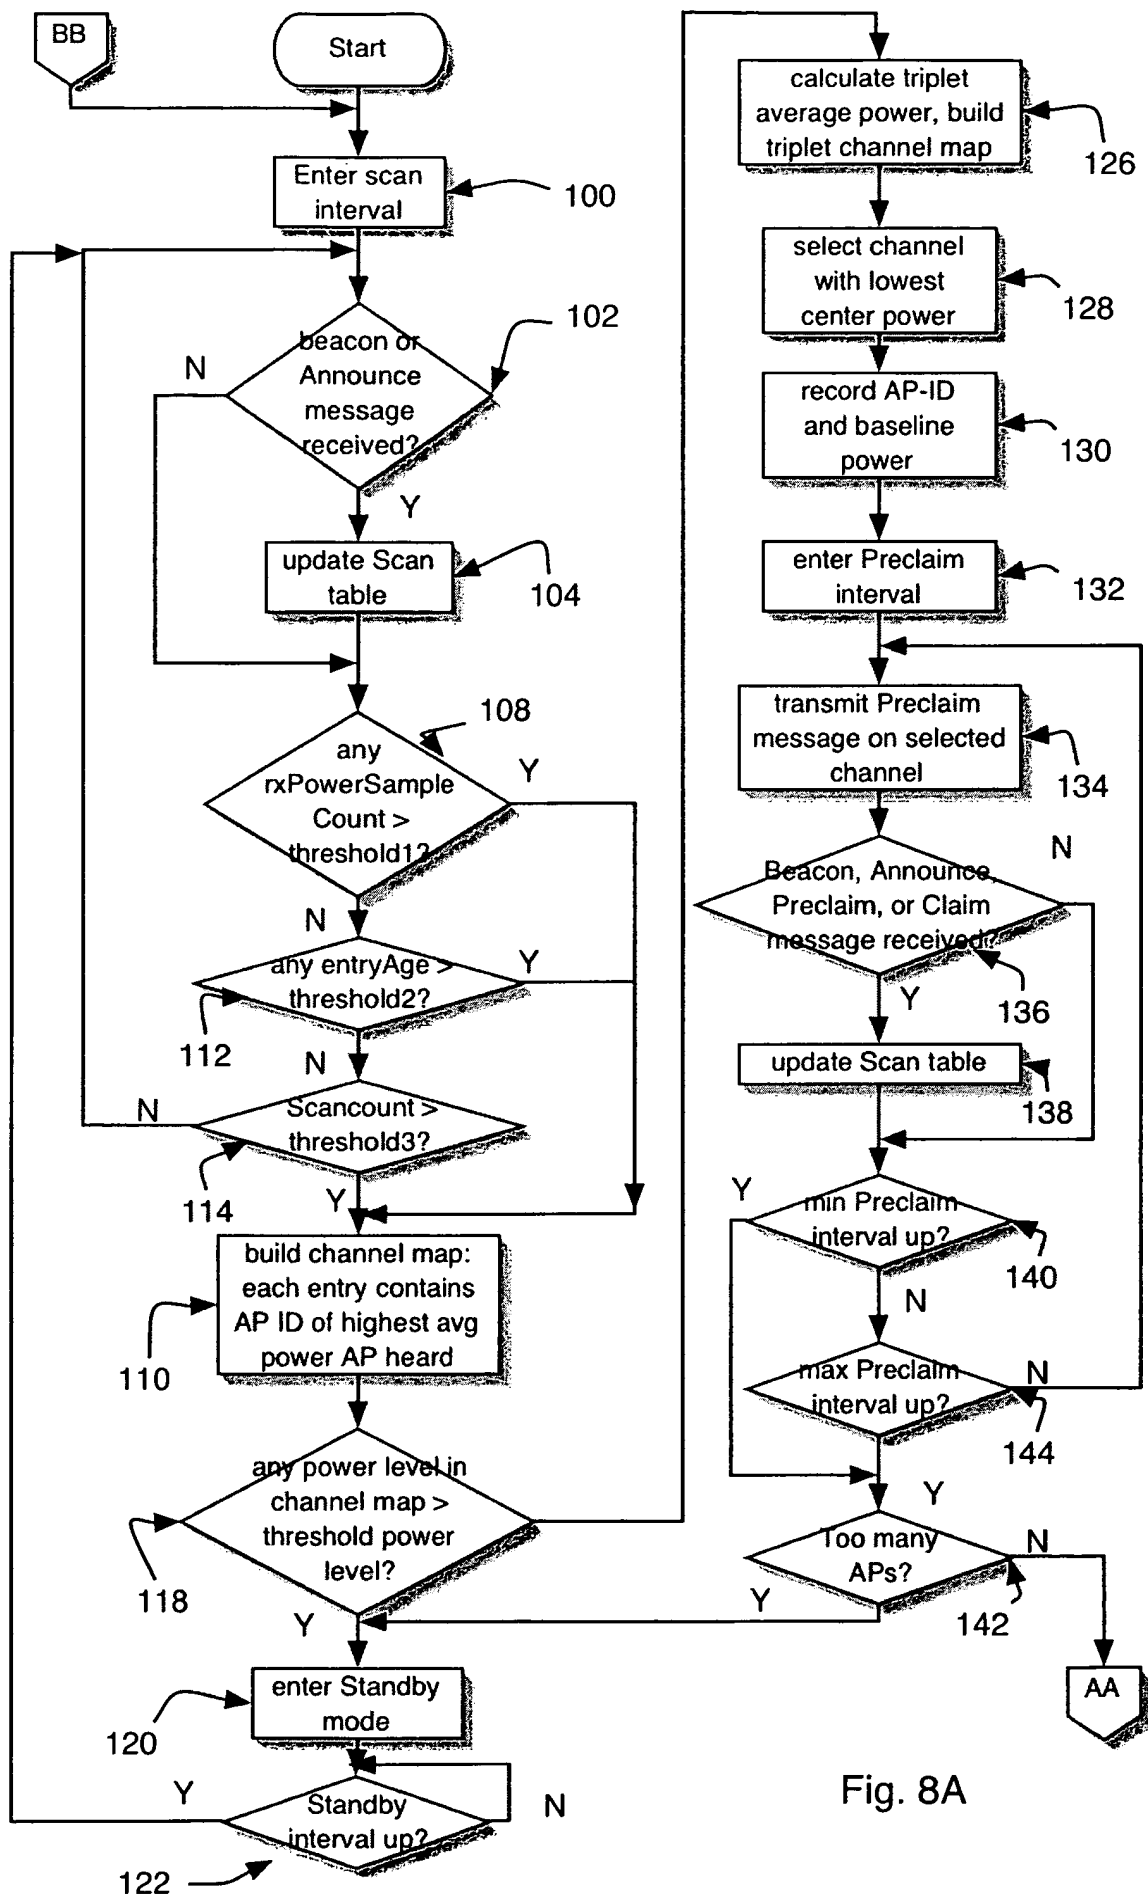 BB
Start
Enter scan
interval
100
beacon or
Announce
message
received?
102
N
Y
update Scan
table
104
any
rxPowerSample
Count >
threshold1?
108
Y
N
any entryAge >
threshold2?
Y
112
N
Scancount >
threshold3?
N
114
Y
build channel map:
each entry contains
AP ID of highest avg
power AP heard
110
any power level in
channel map >
threshold power
level?
118
Y
enter Standby
mode
120
Y
Standby
interval up?
N
122
calculate triplet
average power, build
triplet channel map
126
select channel
with lowest
center power
128
record AP-ID
and baseline
power
130
enter Preclaim
interval
132
transmit Preclaim
message on selected
channel
134
N
Beacon, Announce,
Preclaim, or Claim
message received?
136
Y
update Scan table
138
Y
min Preclaim
interval up?
140
N
max Preclaim
interval up?
N
144
Y
Too many
APs?
N
142
Y
AA
Fig. 8A